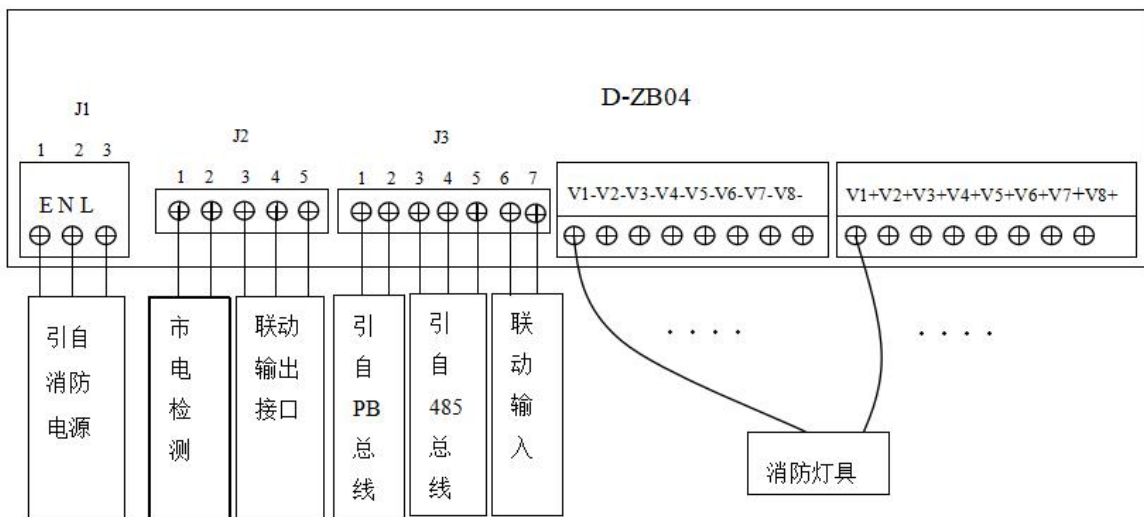 D-ZB04
J1
J2
J3
1 2 3
1 2 3 4 5
1 2 3 4 5 6 7
E N L
V1-V2-V3-V4-V5-V6-V7-V8-
V1+V2+V3+V4+V5+V6+V7+V8+
引自
消防
电源
市
电
检
测
联动
输出
接口
引
自
PB
总
线
引
自
485
总
线
联
动
输
入
. . . .
. . . .
消防灯具